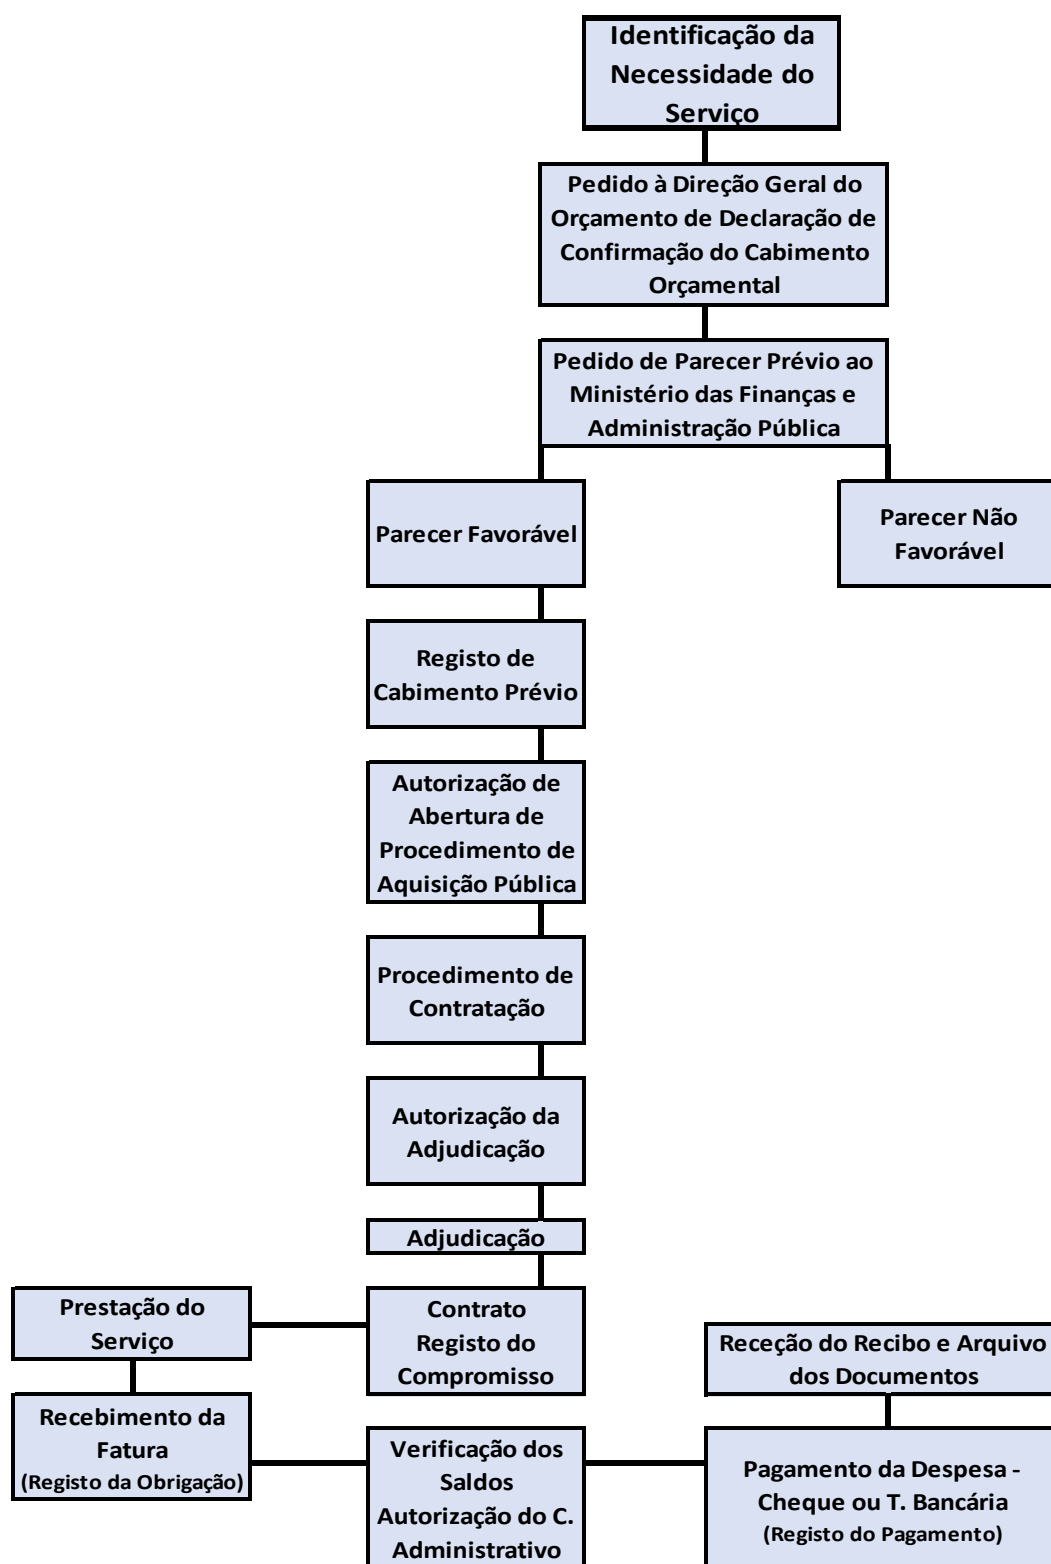 Identificação da
Necessidade do
Serviço
Pedido à Direção Geral do
Orçamento de Declaração de
Confirmação do Cabimento
Orçamental
Pedido de Parecer Prévio ao
Ministério das Finanças e
Administração Pública
Parecer Favorável
Parecer Não
Favorável
Registo de
Cabimento Prévio
Autorização de
Abertura de
Procedimento de
Aquisição Pública
Procedimento de
Contratação
Autorização da
Adjudicação
Adjudicação
Contrato
Registo do
Compromisso
Prestação do
Serviço
Recebimento da
Fatura
(Registo da Obrigação)
Verificação dos
Saldos
Autorização do C.
Administrativo
Pagamento da Despesa -
Cheque ou T. Bancária
(Registo do Pagamento)
Receção do Recibo e Arquivo
dos Documentos